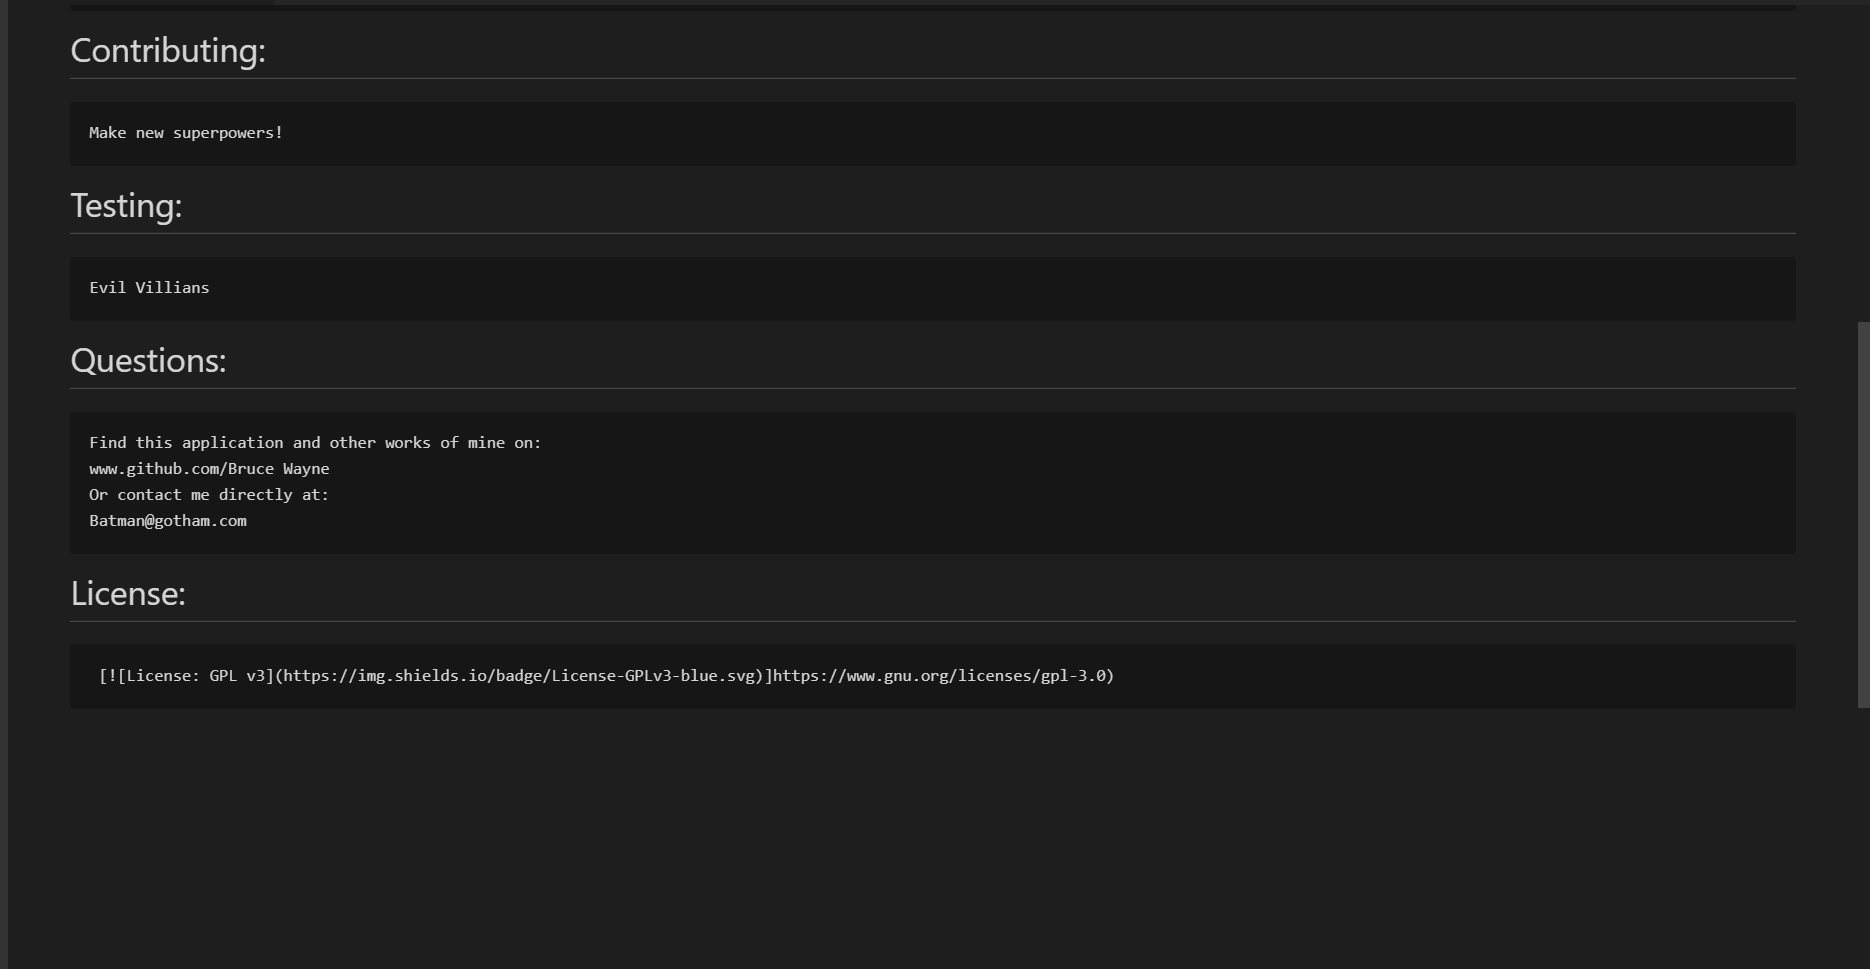 Contributing:
Make new superpowers!
Testing:
Evil Villians
Questions:
Find this application and other works of mine on:
www.github.com/Bruce Wayne
Or contact me directly at:
Batman@gotham.com
License:
[![License: GPL v3](https://img.shields.io/badge/License-GPLv3-blue.svg)]https://www.gnu.org/licenses/gpl-3.0)